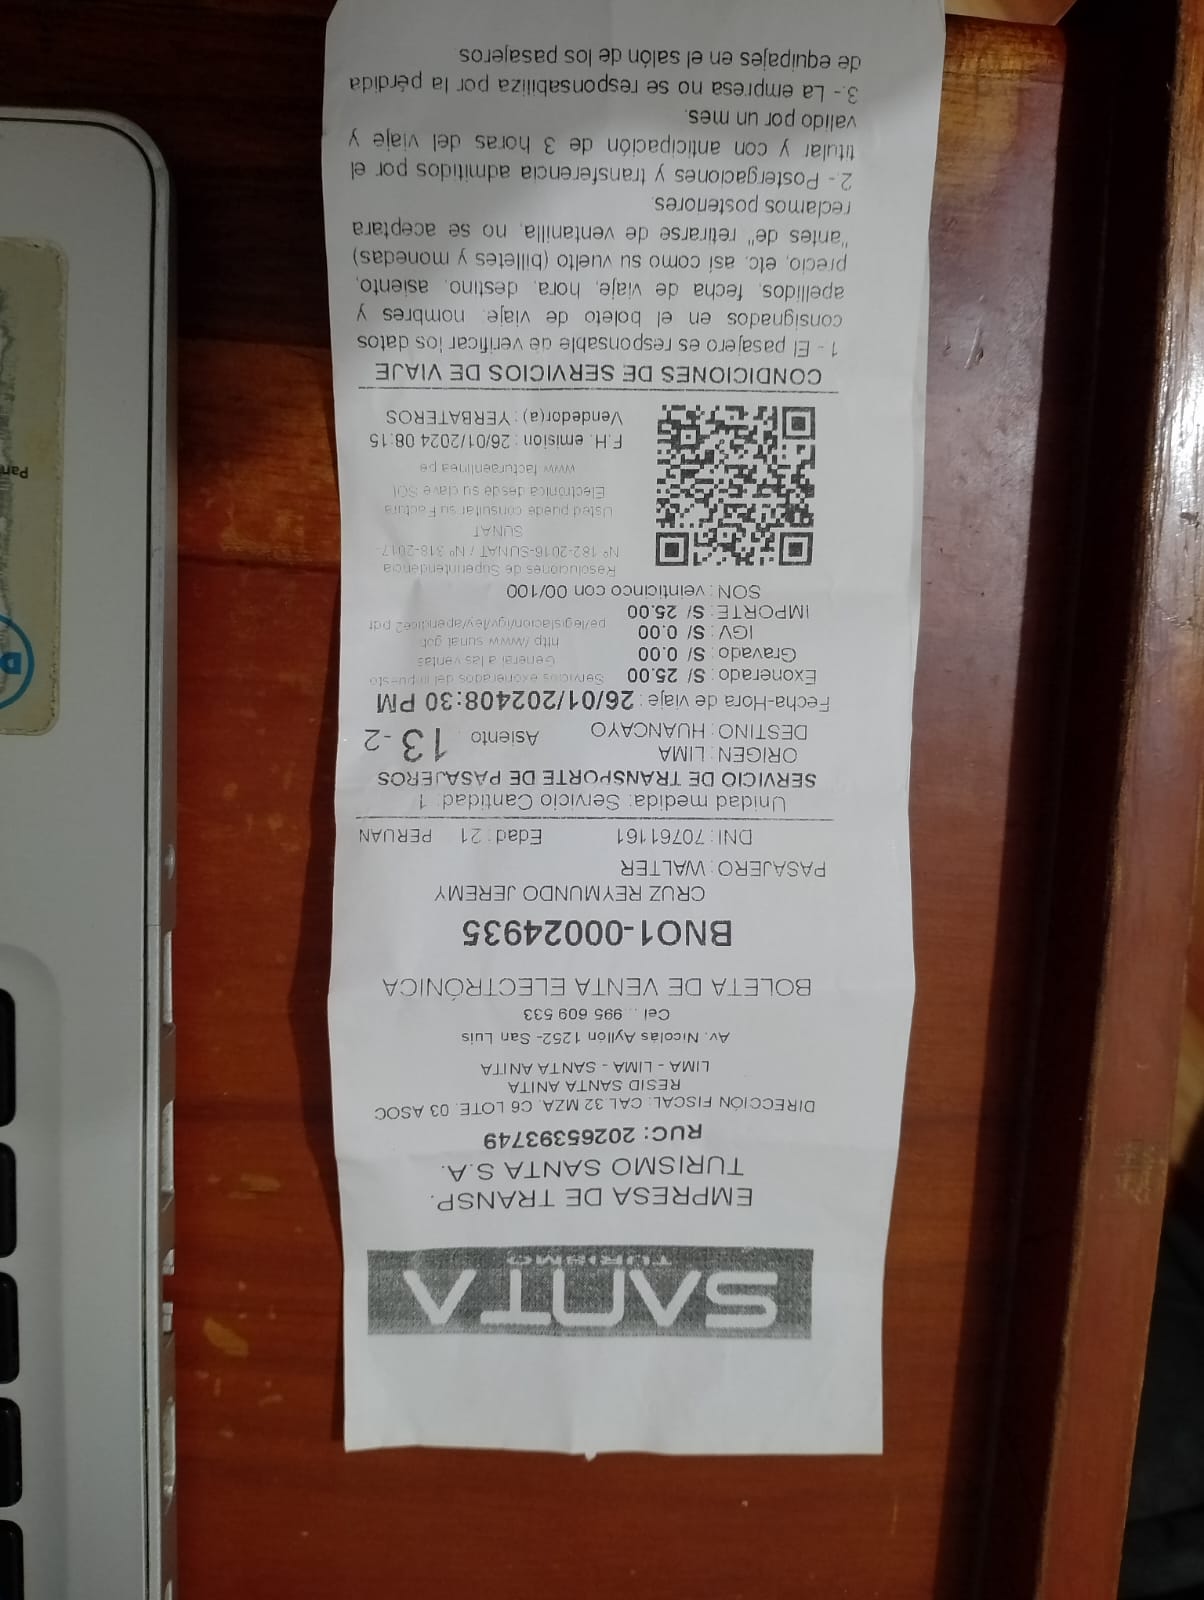 SANTA
TURISMO
EMPRESA DE TRANSP.
TURISMO SANTA S.A.
RUC: 20265393749
DIRECCIÓN FISCAL: CAL.32 MZA. C6 LOTE. 03 ASOC
RESID SANTA ANITA
LIMA - LIMA - SANTA ANITA
Av. Nicolás Ayllón 1252- San Luis
Cel .. 995 609 533
BOLETA DE VENTA ELECTRÓNICA
BNO1-00024935
CRUZ REYMUNDO JEREMY
PASAJERO: WALTER
DNI: 70761161 Edad: 21 PERUAN
Unidad medida: Servicio Cantidad: 1
SERVICIO DE TRANSPORTE DE PASAJEROS
ORIGEN: LIMA
DESTINO: HUANCAYO Asiento : 13 -2
Fecha-Hora de viaje : 26/01/202408:30 PM
Exonerado: S/ 25.00 Servicios exonerados del impuesto
Gravado: S/ 0.00 General a las ventas
IGV: S/ 0.00 http://www.sunat.gob.
IMPORTE: S/ 25.00 pe/legislacion/igv/ley/apendice2.pdf
SON: veinticinco con 00/100
Resoluciones de Superintendencia
Nº 182-2016-SUNAT / Nº 318-2017-
SUNAT
Usted puede consultar su Factura
Electrónica desde su clave SOL
www.facturaenlinea.pe
F.H. emisión : 26/01/2024 08:15
Vendedor(a) : YERBATEROS
CONDICIONES DE SERVICIOS DE VIAJE
1.- El pasajero es responsable de verificar los datos
consignados en el boleto de viaje, nombres y
apellidos, fecha de viaje, hora, destino, asiento,
precio, etc. así como su vuelto (billetes y monedas)
"antes de" retirarse de ventanilla, no se aceptara
reclamos posteriores.
2.- Postergaciones y transferencia admitidos por el
titular y con anticipación de 3 horas del viaje y
valido por un mes.
3.- La empresa no se responsabiliza por la pérdida
de equipajes en el salón de los pasajeros